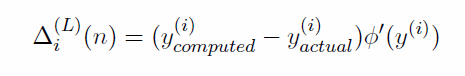 Δ_i^{(L)}(n) = (y_{computed}^{(i)} − y_{actual}^{(i)})ϕ′(y^{(i)})